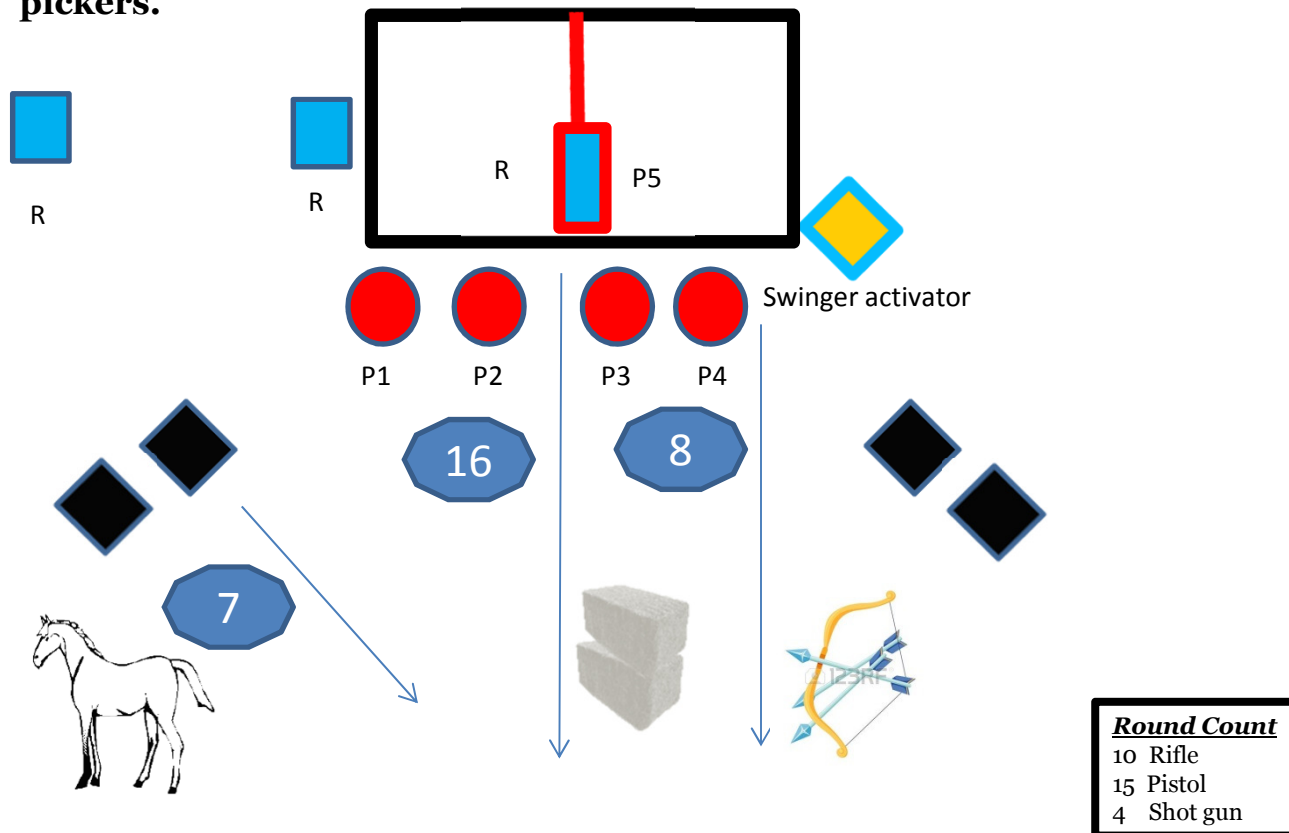 pickers.
R
P5
R
R
Swinger activator
P1
P2
P3
P4
16
8
7
123RF
Round Count
10 Rifle
15 Pistol
4 Shot gun